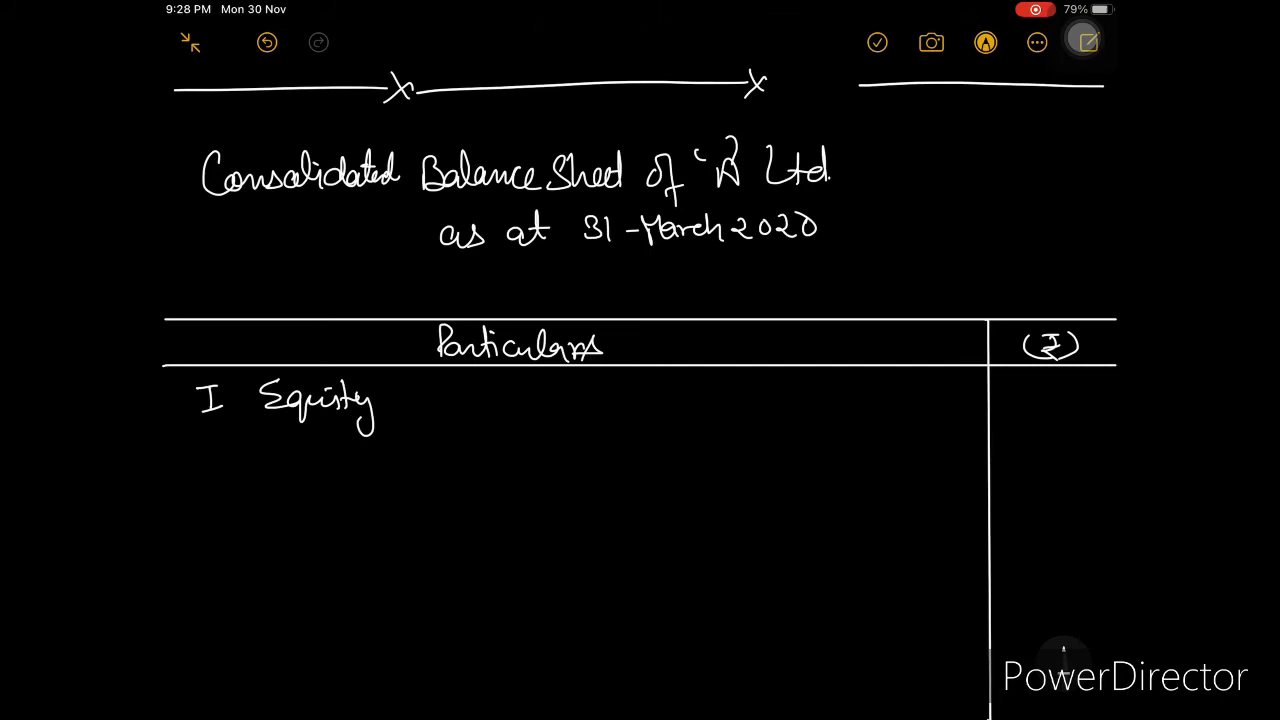 9:28 PM Mon 30 Nov 79%
Consolidated Balance Sheet of 'A' Ltd.
as at 31-March 2020
Particulars (₹)
I Equity
PowerDirector